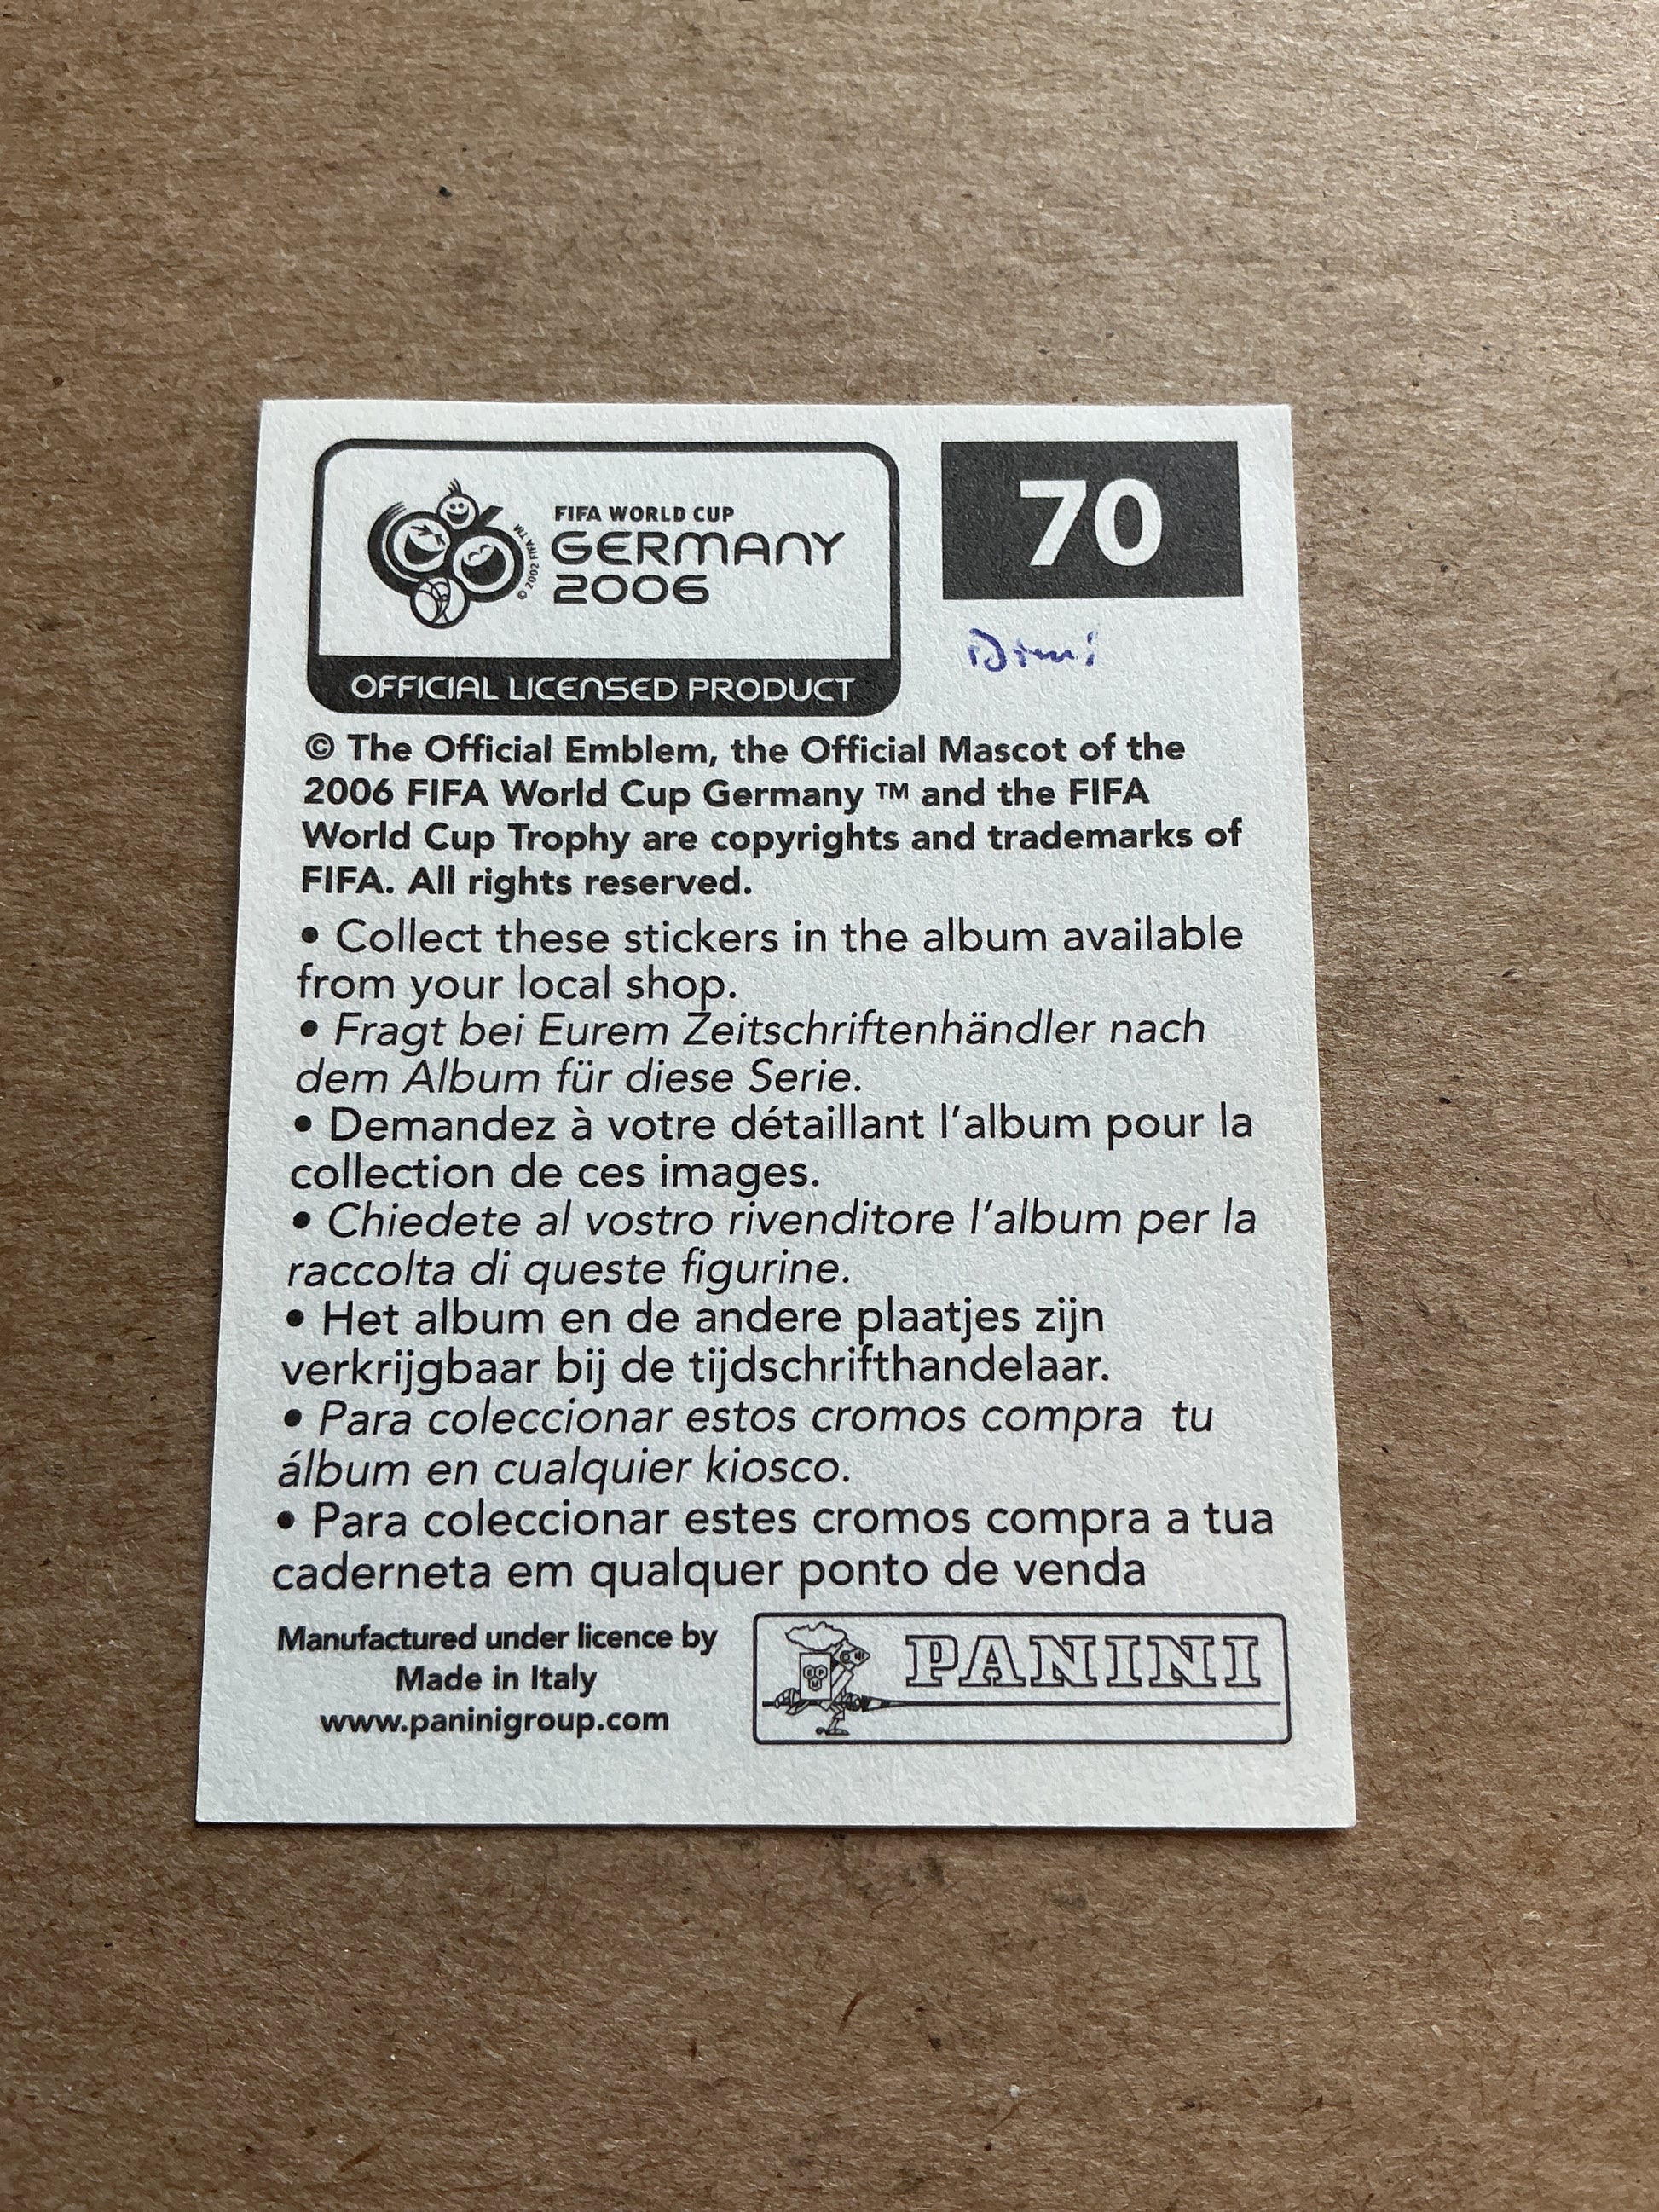 FIFA WORLD CUP
GERMANY
2006
© 2002 FIFA TM
OFFICIAL LICENSED PRODUCT
70
Dimi
© The Official Emblem, the Official Mascot of the
2006 FIFA World Cup Germany ™ and the FIFA
World Cup Trophy are copyrights and trademarks of
FIFA. All rights reserved.
• Collect these stickers in the album available
from your local shop.
• Fragt bei Eurem Zeitschriftenhändler nach
dem Album für diese Serie.
• Demandez à votre détaillant l'album pour la
collection de ces images.
• Chiedete al vostro rivenditore l'album per la
raccolta di queste figurine.
• Het album en de andere plaatjes zijn
verkrijgbaar bij de tijdschrifthandelaar.
• Para coleccionar estos cromos compra tu
álbum en cualquier kiosco.
• Para coleccionar estes cromos compra a tua
caderneta em qualquer ponto de venda
Manufactured under licence by
Made in Italy
www.paninigroup.com
PANINI